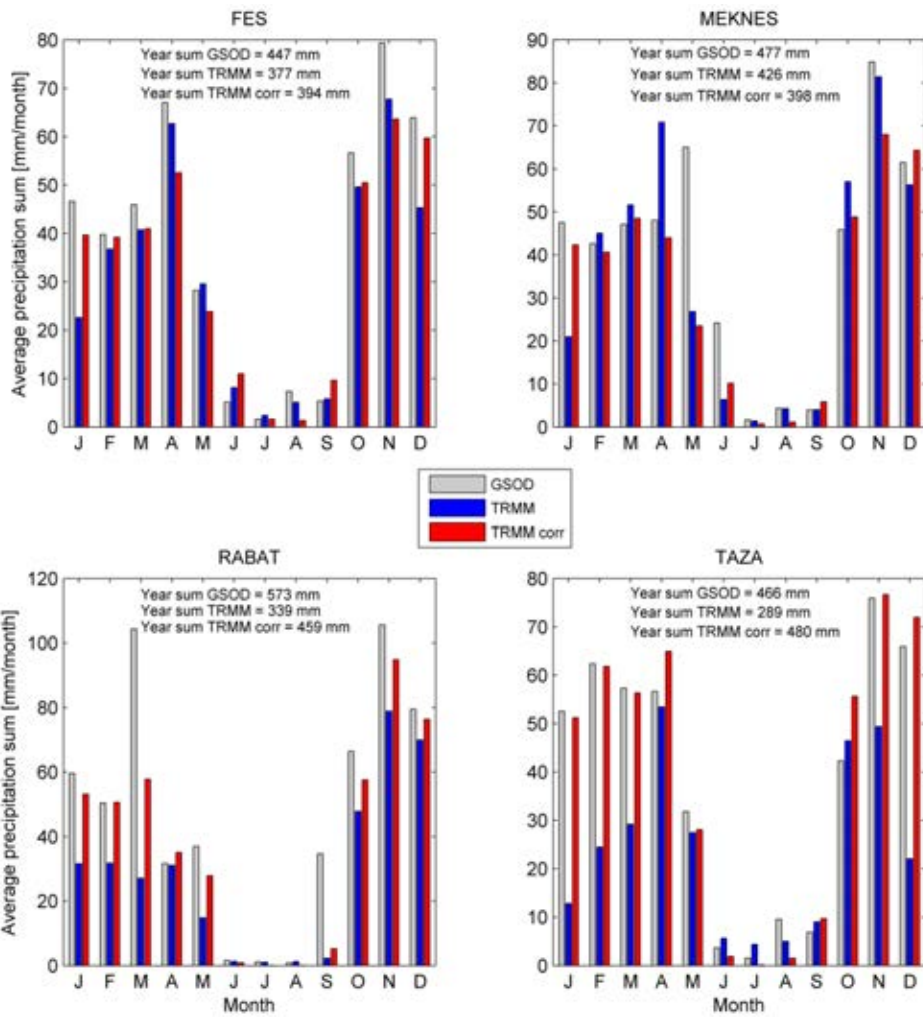 FES
Average precipitation sum [mm/month]
80
70
60
50
40
30
20
10
0
Year sum GSOD = 447 mm
Year sum TRMM = 377 mm
Year sum TRMM corr = 394 mm
J F M A M J J A S O N D
MEKNES
90
80
70
60
50
40
30
20
10
0
Year sum GSOD = 477 mm
Year sum TRMM = 426 mm
Year sum TRMM corr = 398 mm
J F M A M J J A S O N D
GSOD
TRMM
TRMM corr
RABAT
Average precipitation sum [mm/month]
120
100
80
60
40
20
0
Year sum GSOD = 573 mm
Year sum TRMM = 339 mm
Year sum TRMM corr = 459 mm
J F M A M J J A S O N D
Month
TAZA
80
70
60
50
40
30
20
10
0
Year sum GSOD = 466 mm
Year sum TRMM = 289 mm
Year sum TRMM corr = 480 mm
J F M A M J J A S O N D
Month